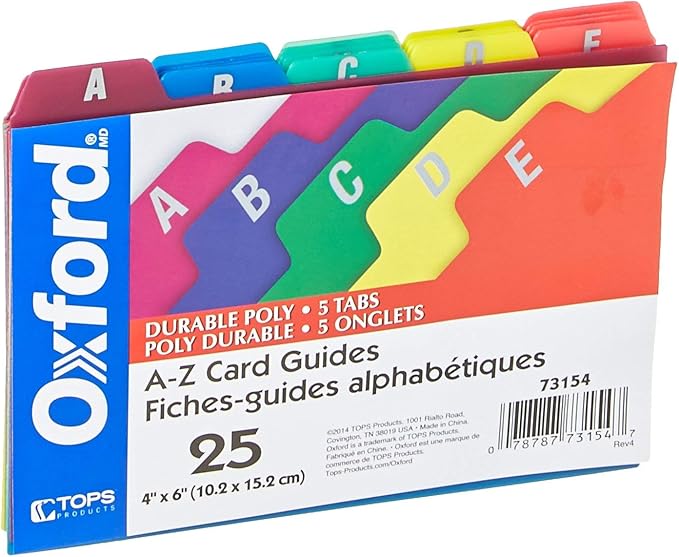 A B C D E
Oxford®MD
A B C D E
DURABLE POLY • 5 TABS
POLY DURABLE • 5 ONGLETS
A-Z Card Guides
Fiches-guides alphabétiques
25
4" x 6" (10.2 x 15.2 cm)
©2014 TOPS Products. 1001 Rialto Road,
Covington, TN 38019 USA • Made in China.
Oxford is a trademark of TOPS Products.
Fabriqué en Chine. • Oxford est une marque de
commerce de TOPS Products.
Tops-Products.com/Oxford
73154
0 78787 73154 7
Rev4
TOPS
PRODUCTS